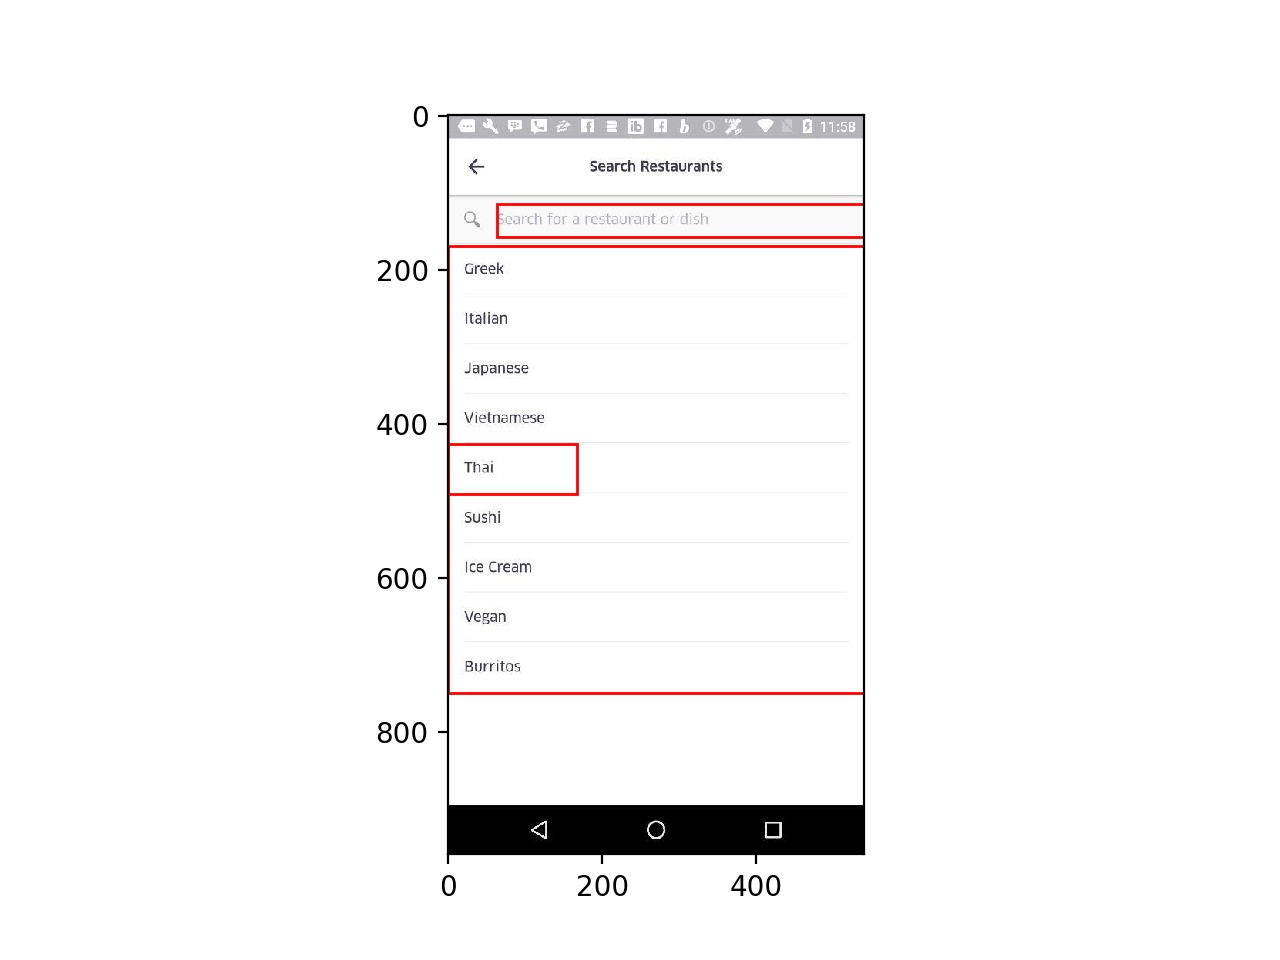 0
11:58
Search Restaurants
Search for a restaurant or dish
200
Greek
Italian
Japanese
400
Vietnamese
Thai
Sushi
600
Ice Cream
Vegan
Burritos
800
0 200 400